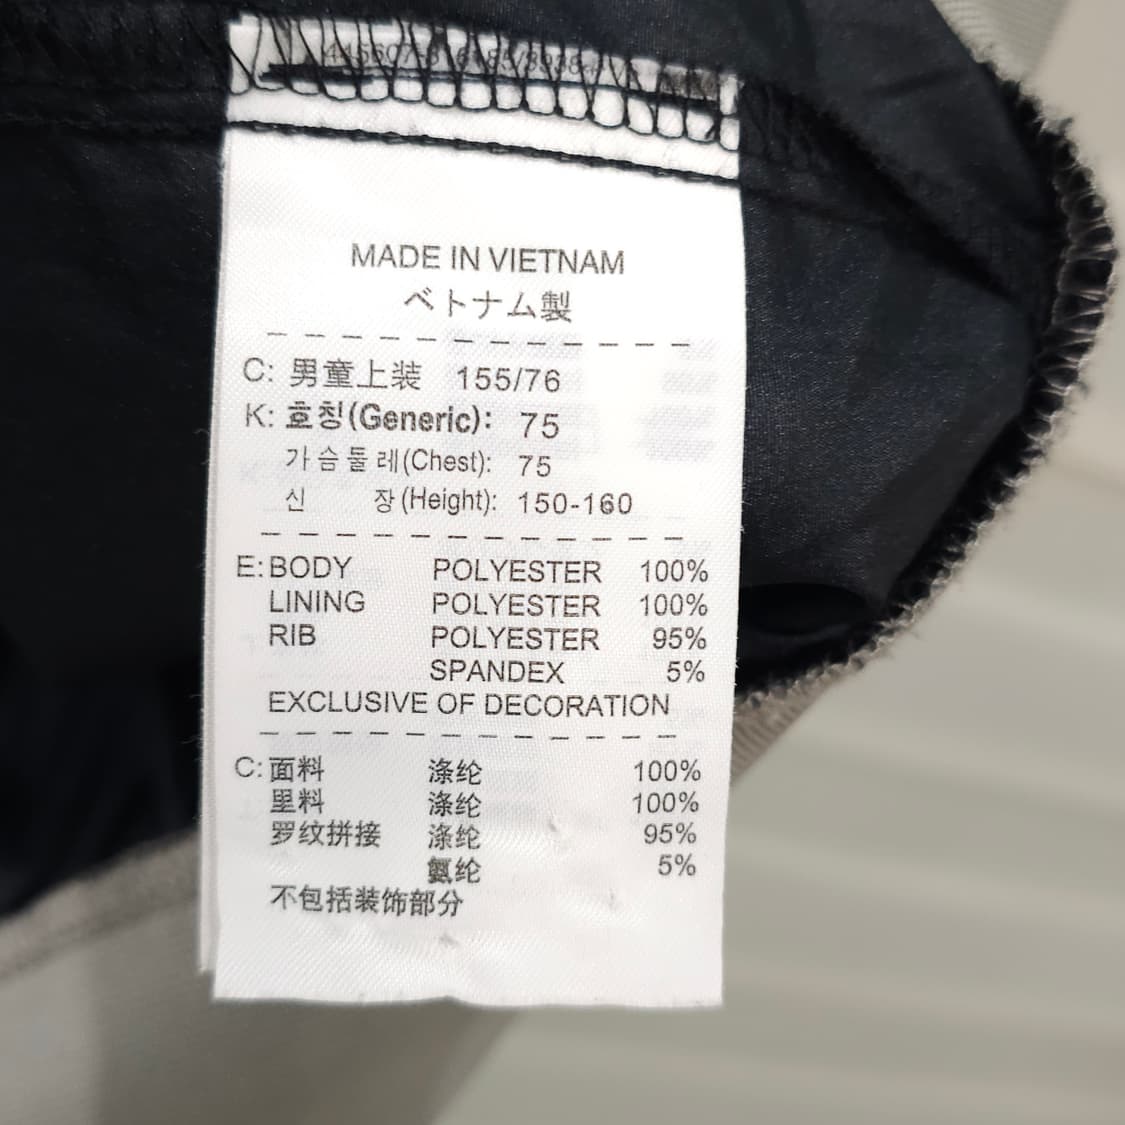 MADE IN VIETNAM
ベトナム製
C: 男童上装 155/76
K: 호칭(Generic): 75
가슴둘레(Chest): 75
신 장(Height): 150-160
E: BODY POLYESTER 100%
LINING POLYESTER 100%
RIB POLYESTER 95%
SPANDEX 5%
EXCLUSIVE OF DECORATION
C: 面料 涤纶 100%
里料 涤纶 100%
罗纹拼接 涤纶 95%
氨纶 5%
不包括装饰部分